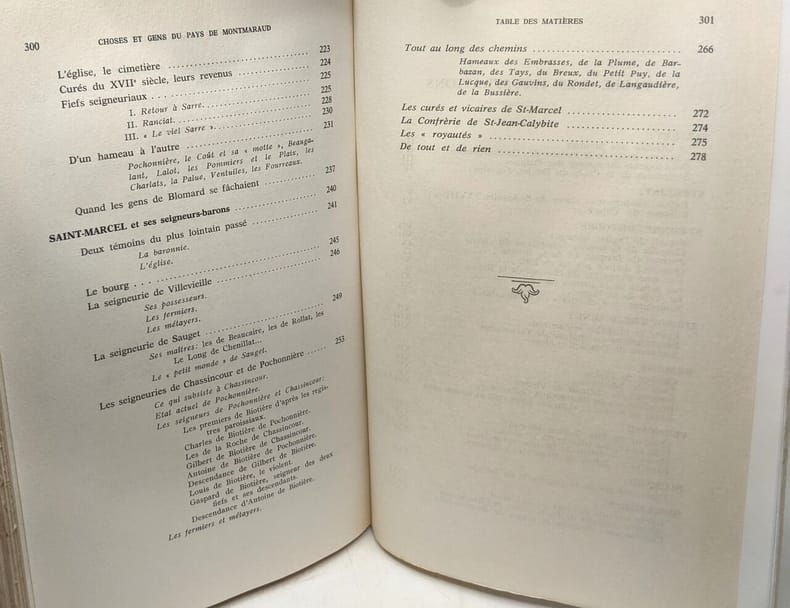 300 CHOSES ET GENS DU PAYS DE MONTMARAUD
L'église, le cimetière .......... 223
Curés du XVIIe siècle, leurs revenus .......... 224
Fiefs seigneuriaux .......... 225
I. Retour à Sarre .......... 225
II. Ranciat .......... 228
III. « Le viel Sarre » .......... 230
D'un hameau à l'autre .......... 231
Pochonnière, le Coût et sa « motte », Beauga-
lant, Lalot, les Pommiers et le Plaix, les
Charlats, la Palue, Ventuiles, les Fourreaux.
Quand les gens de Blomard se fâchaient .......... 237
SAINT-MARCEL et ses seigneurs-barons .......... 240
Deux témoins du plus lointain passé .......... 241
La baronnie.
L'église.
Le bourg .......... 245
La seigneurie de Villevieille .......... 246
Ses possesseurs.
Les fermiers.
Les métayers.
La seigneurie de Sauget .......... 249
Ses maîtres: les de Beaucaire, les de Rollat, les
Le Long de Chenillat...
Le « petit monde » de Sauget.
Les seigneuries de Chassincour et de Pochonnière ...... 253
Ce qui subsiste à Chassincour.
Etat actuel de Pochonnière.
Les seigneurs de Pochonnière et Chassincour:
Les premiers de Biotière d'après les regis-
tres paroissiaux.
Charles de Biotière de Pochonnière.
Les de la Roche de Chassincour.
Gilbert de Biotière de Chassincour.
Antoine de Biotière de Pochonnière.
Descendance de Gilbert de Biotière.
Louis de Biotière, le violent.
Gaspard de Biotière, seigneur des deux
fiefs et ses descendants.
Descendance d'Antoine de Biotière.
Les fermiers et métayers.
TABLE DES MATIÈRES 301
Tout au long des chemins .......... 266
Hameaux des Embrasses, de la Plume, de Bar-
bazan, des Tays, du Breux, du Petit Puy, de la
Lucque, des Gauvins, du Rondet, de Langaudière,
de la Bussière.
Les curés et vicaires de St-Marcel .......... 272
La Confrérie de St-Jean-Calybite .......... 274
Les « royautés » .......... 275
De tout et de rien .......... 278